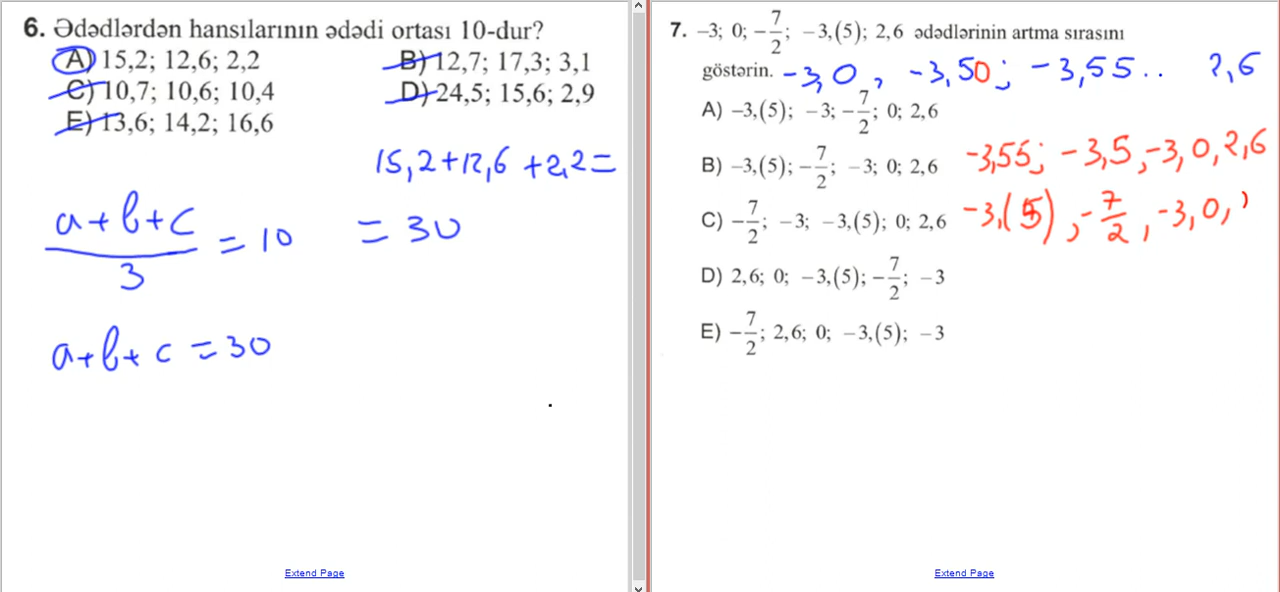 6. Ədədlərdən hansılarının ədədi ortası 10-dur?
A) 15,2; 12,6; 2,2 B) 12,7; 17,3; 3,1
C) 10,7; 10,6; 10,4 D) 24,5; 15,6; 2,9
E) 13,6; 14,2; 16,6
15,2+12,6+2,2=
=30
a+b+c/3 = 10
a+b+c=30
Extend Page
7. −3; 0; −7/2; −3,(5); 2,6 ədədlərinin artma sırasını
göstərin. -3, 0, -3,50; -3,55.. 2,6
A) −3,(5); −3; −7/2; 0; 2,6
B) −3,(5); −7/2; −3; 0; 2,6 -3,55; -3,5, -3, 0, 2,6
C) −7/2; −3; −3,(5); 0; 2,6 -3,(5), -7/2, -3, 0,
D) 2,6; 0; −3,(5); −7/2; −3
E) −7/2; 2,6; 0; −3,(5); −3
Extend Page